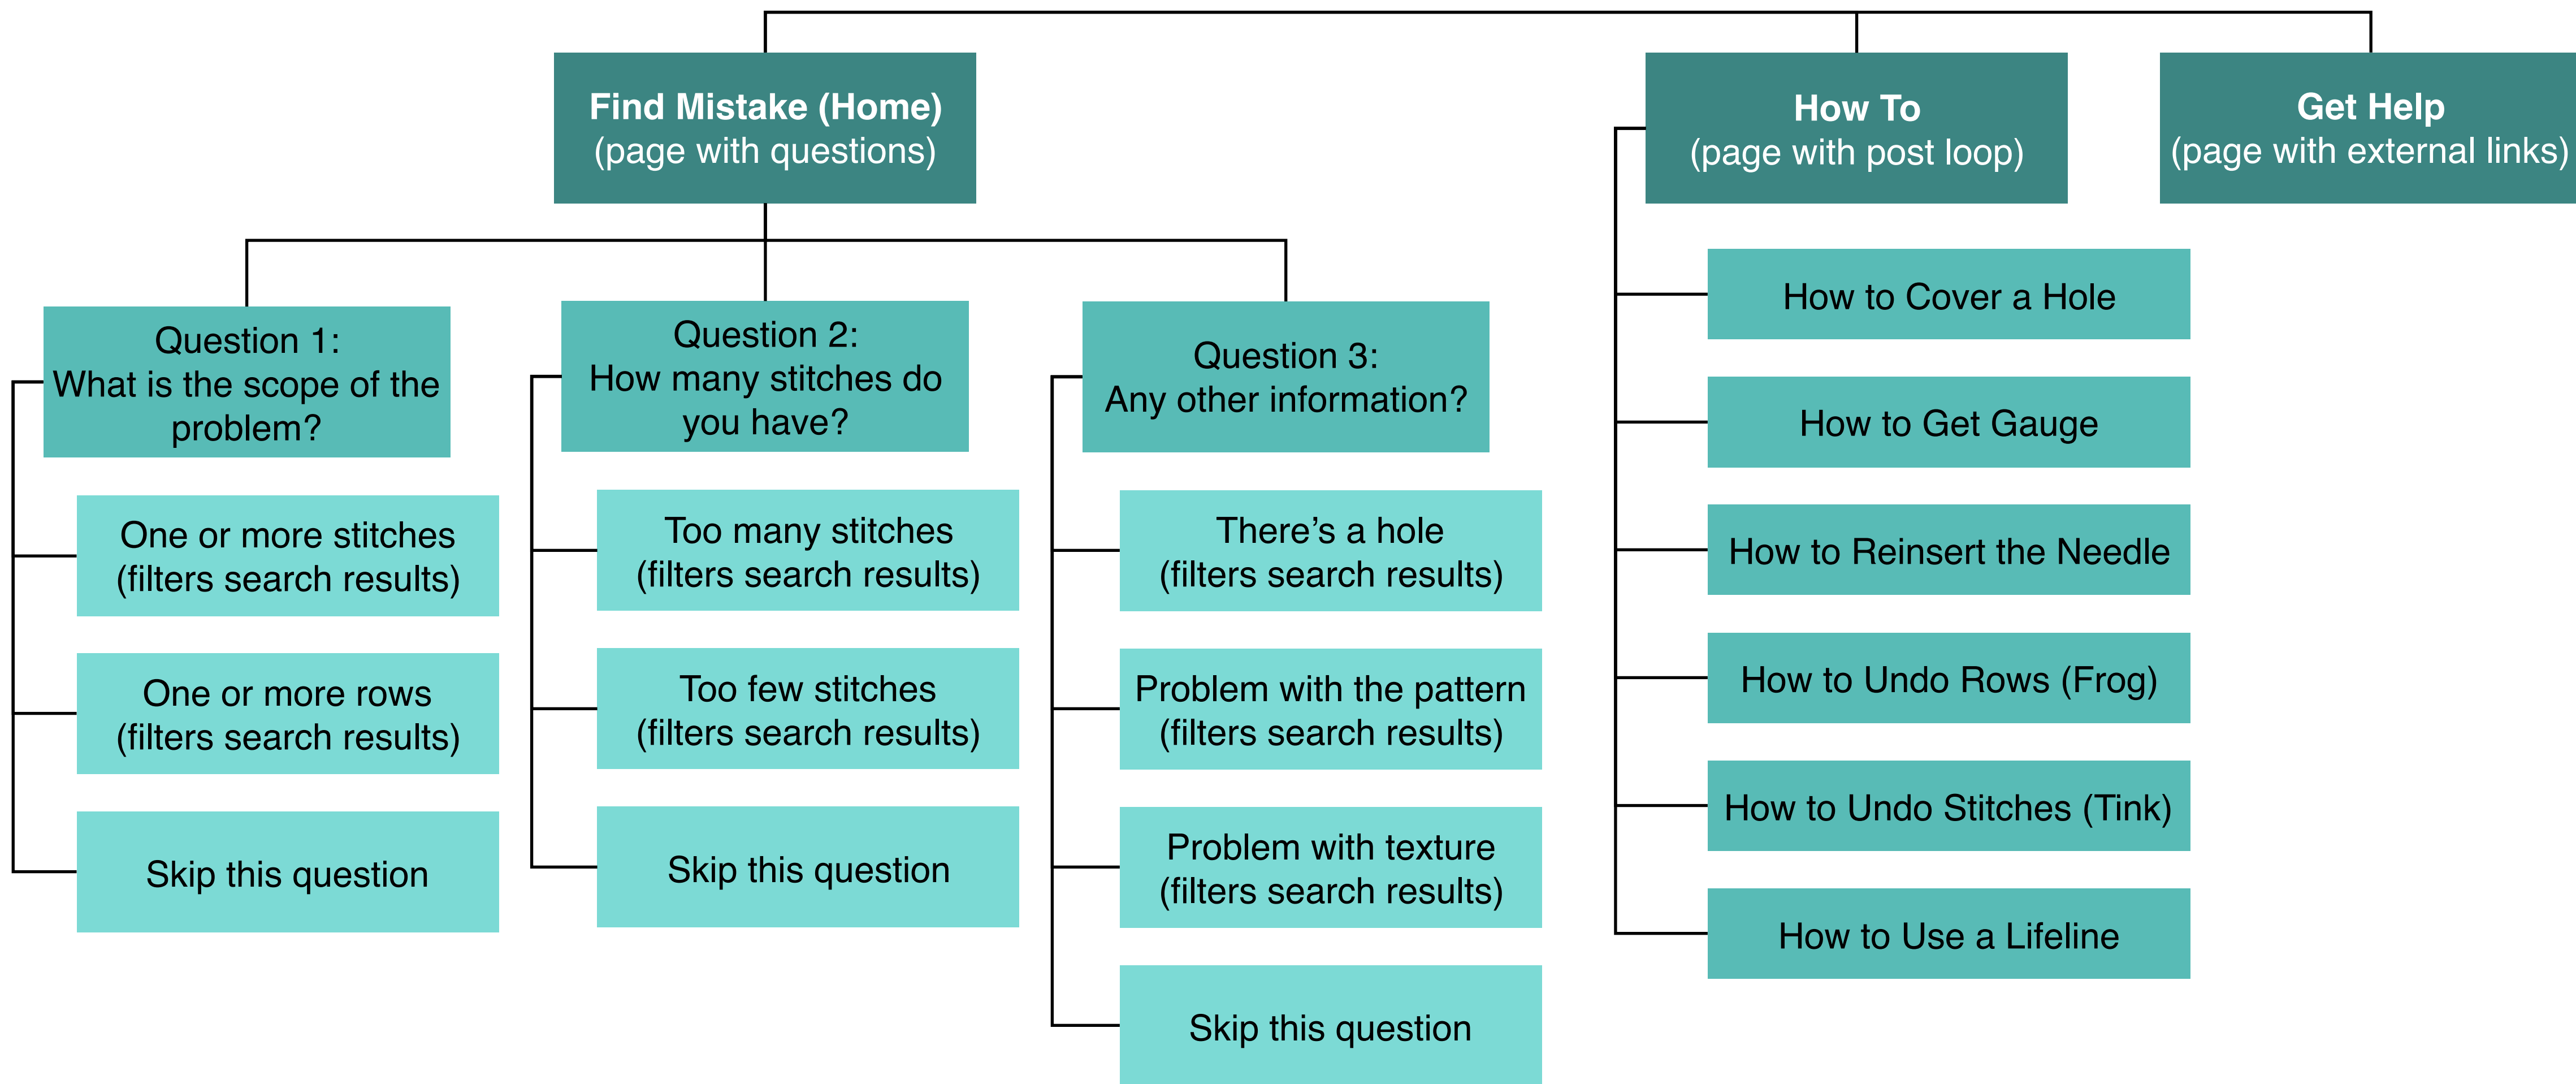 Find Mistake (Home)
(page with questions)
How To
(page with post loop)
Get Help
(page with external links)
Question 1:
What is the scope of the
problem?
One or more stitches
(filters search results)
One or more rows
(filters search results)
Skip this question
Question 2:
How many stitches do
you have?
Too many stitches
(filters search results)
Too few stitches
(filters search results)
Skip this question
Question 3:
Any other information?
There’s a hole
(filters search results)
Problem with the pattern
(filters search results)
Problem with texture
(filters search results)
Skip this question
How to Cover a Hole
How to Get Gauge
How to Reinsert the Needle
How to Undo Rows (Frog)
How to Undo Stitches (Tink)
How to Use a Lifeline